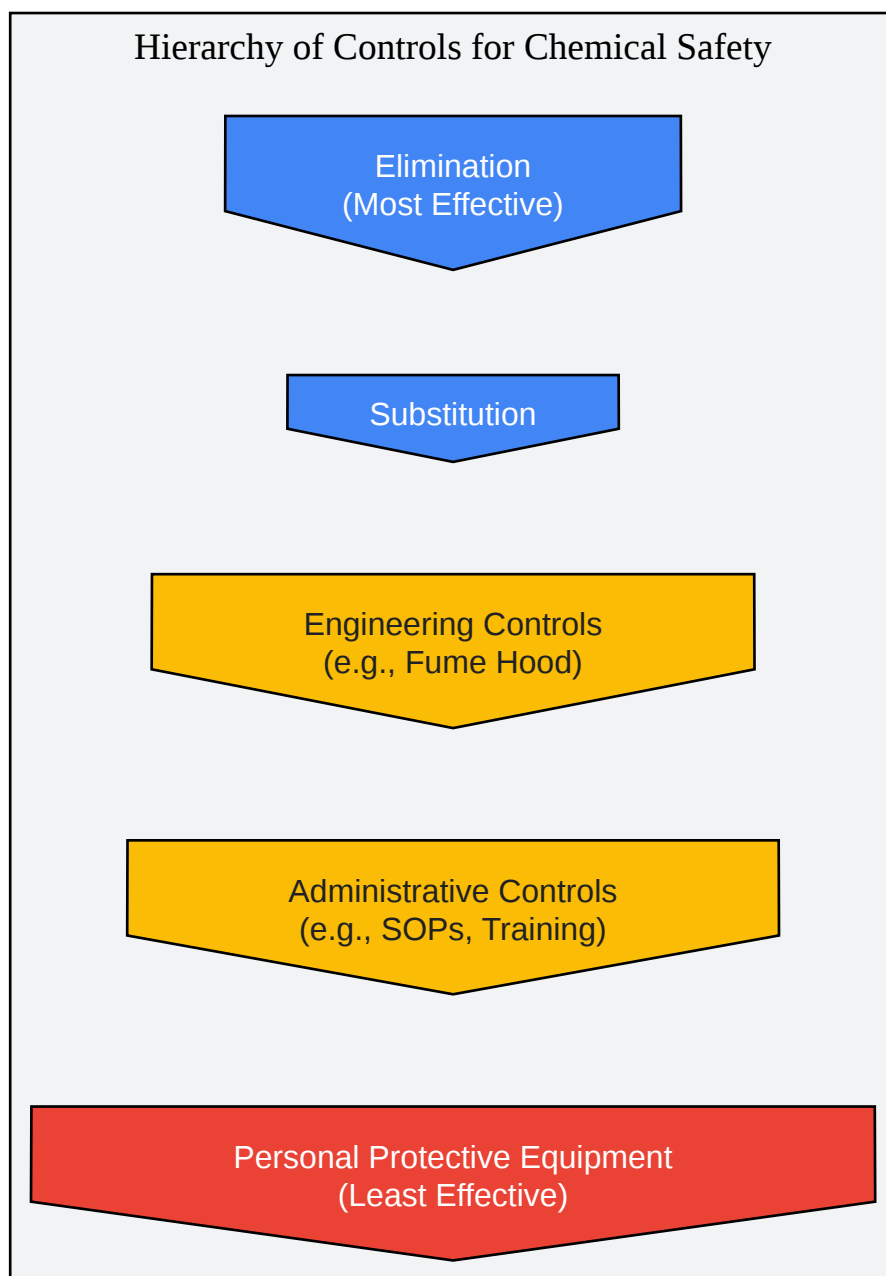 Hierarchy of Controls for Chemical Safety
Elimination
(Most Effective)
Substitution
Engineering Controls
(e.g., Fume Hood)
Administrative Controls
(e.g., SOPs, Training)
Personal Protective Equipment
(Least Effective)